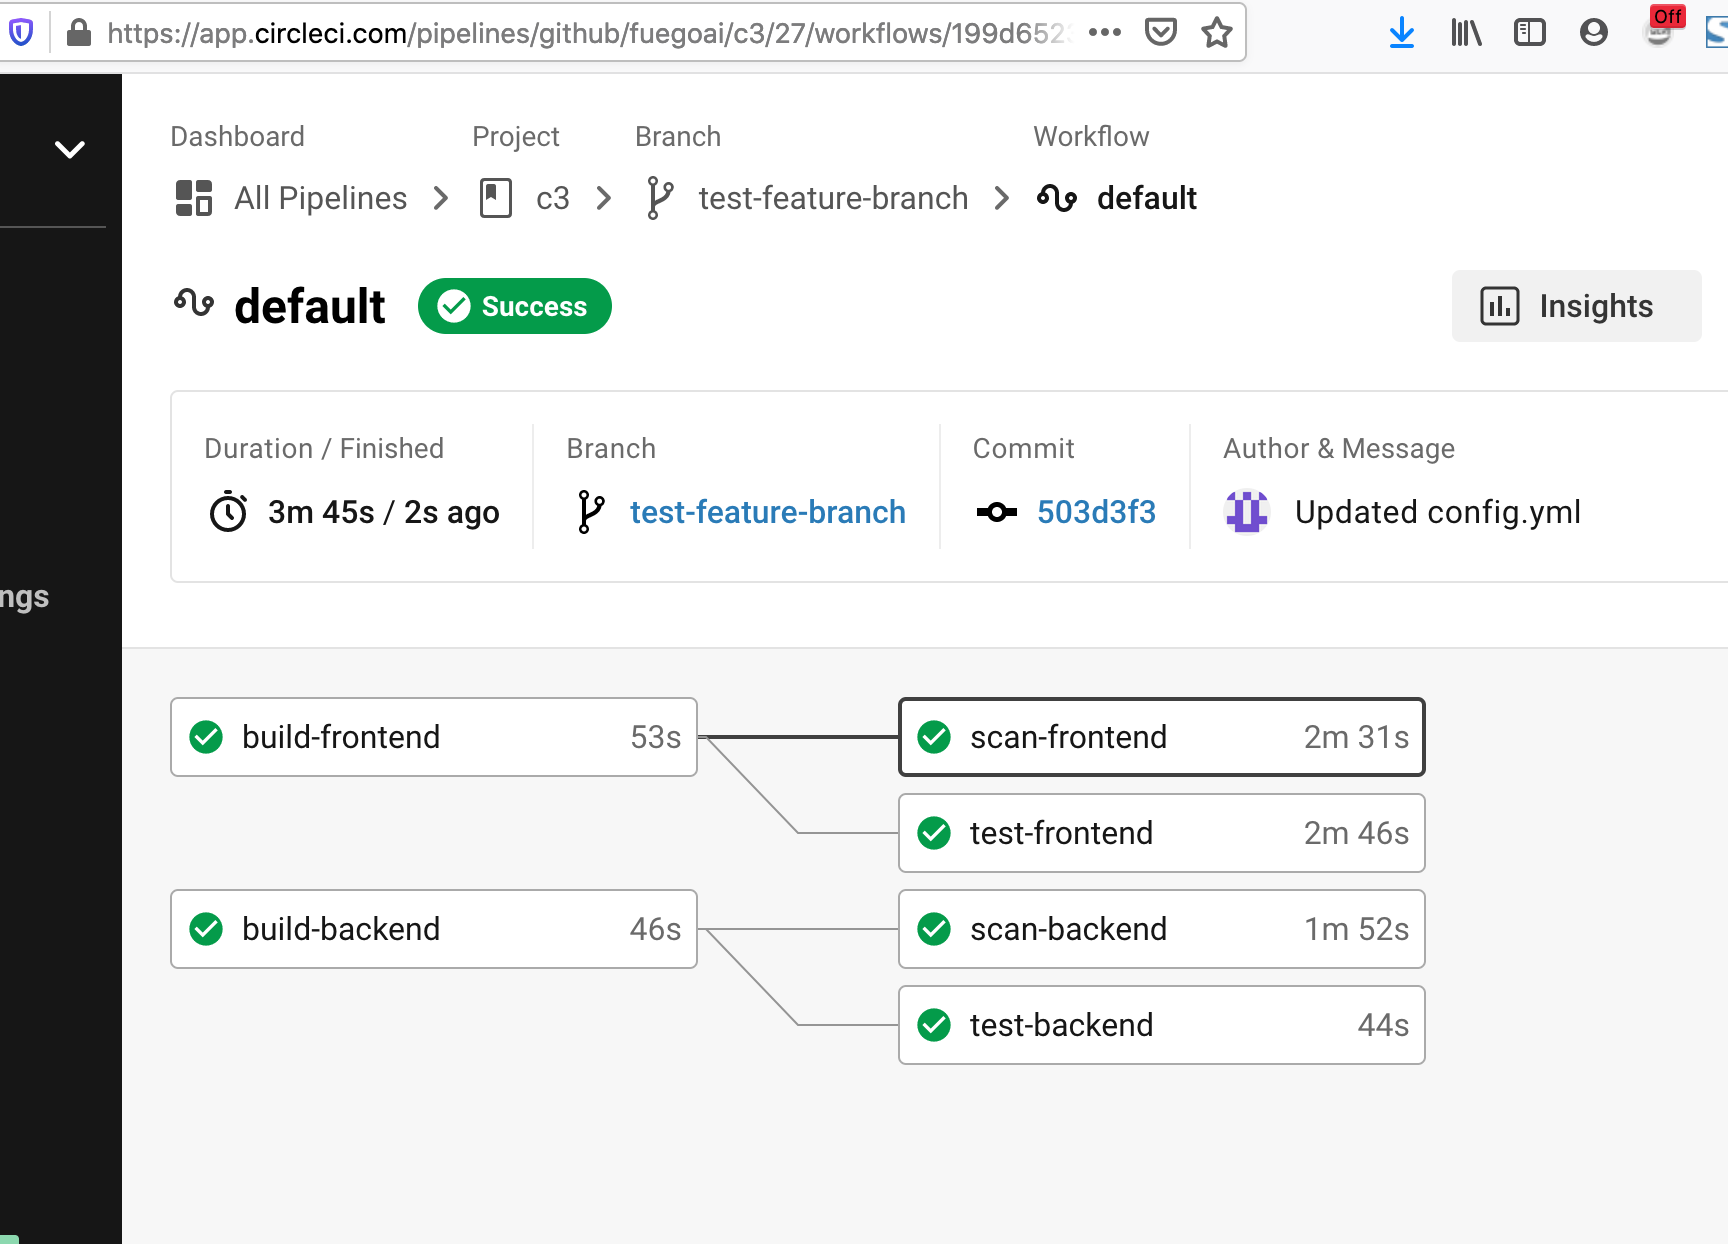 https://app.circleci.com/pipelines/github/fuegoai/c3/27/workflows/199d652
Off
Dashboard Project Branch Workflow
All Pipelines c3 test-feature-branch default
default Success Insights
Duration / Finished Branch Commit Author & Message
3m 45s / 2s ago test-feature-branch 503d3f3 Updated config.yml
ngs
build-frontend 53s scan-frontend 2m 31s
test-frontend 2m 46s
build-backend 46s scan-backend 1m 52s
test-backend 44s